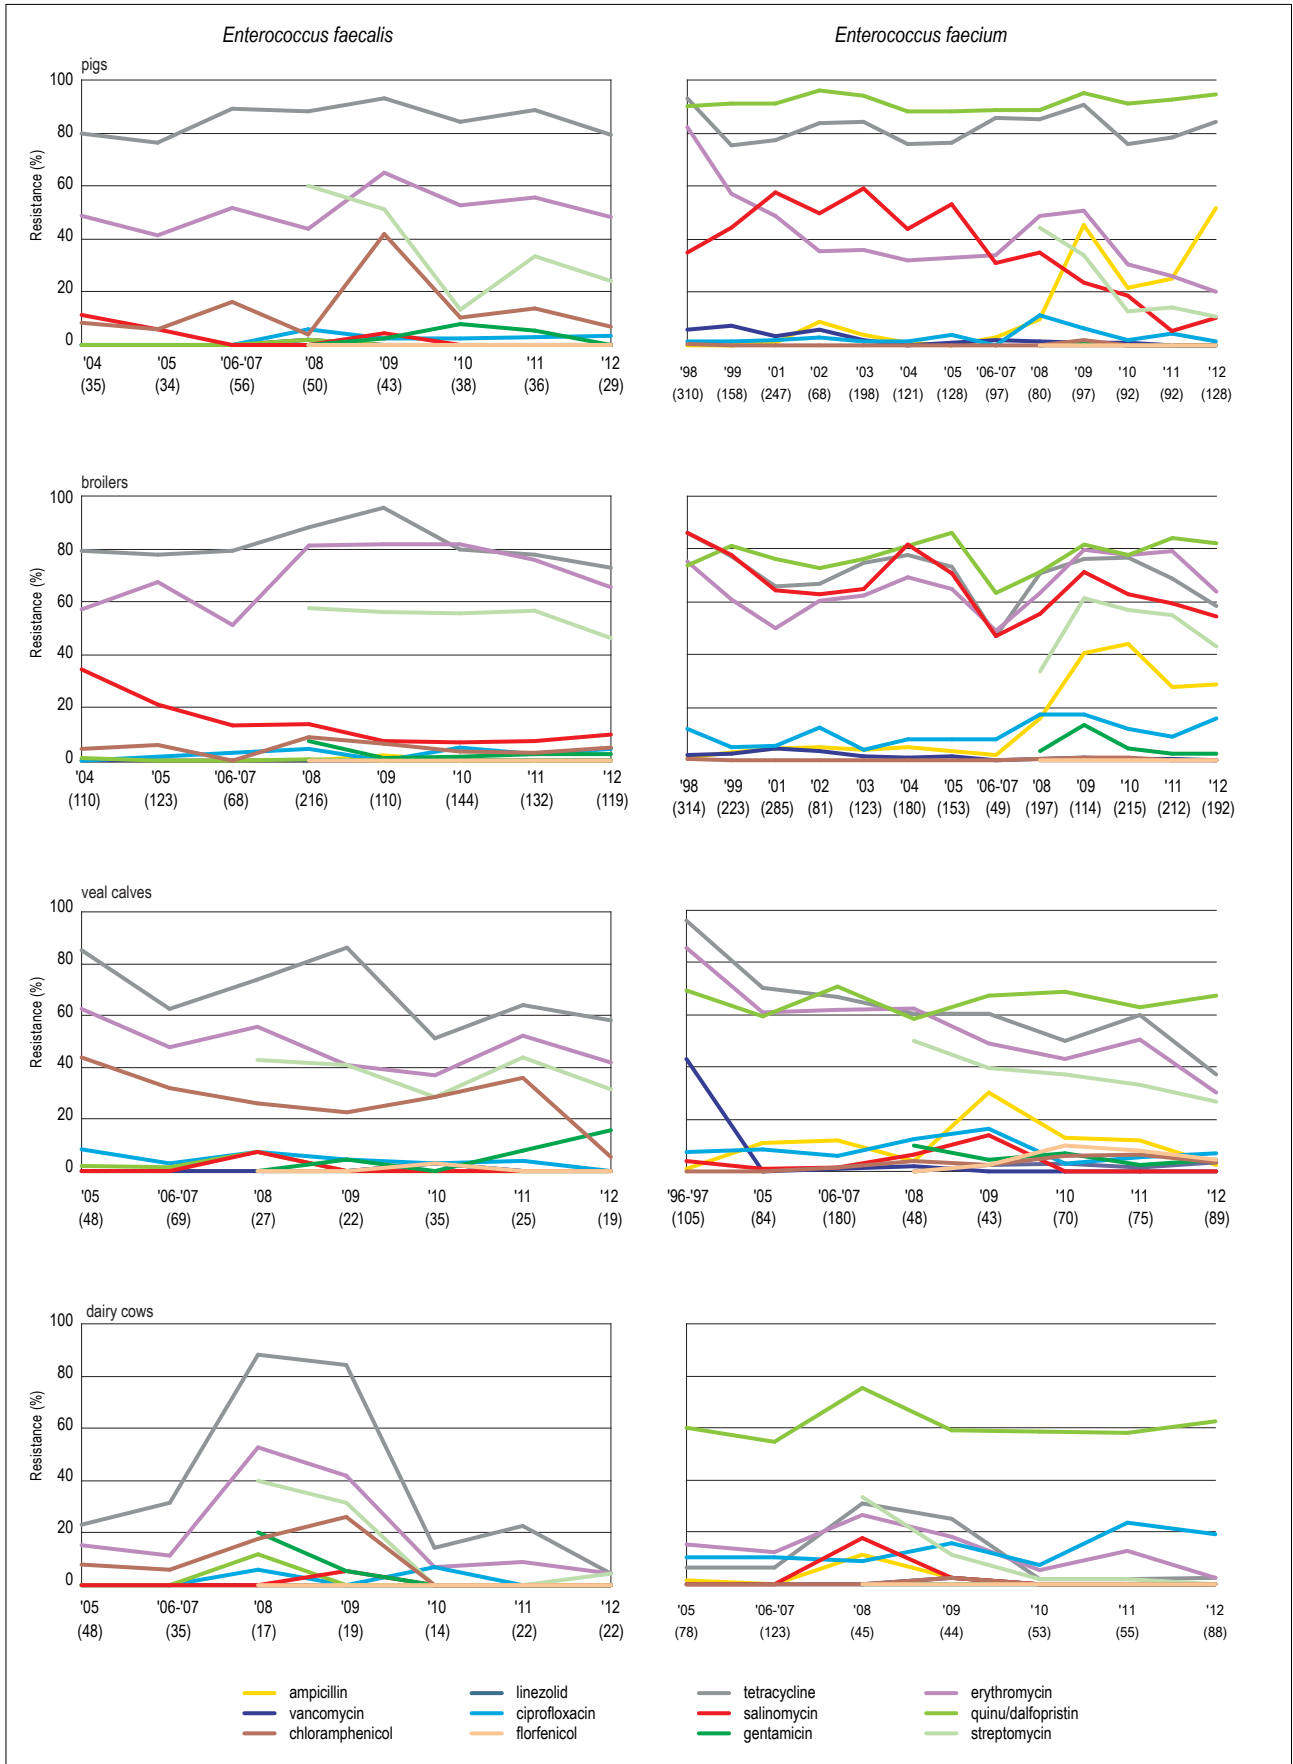 Enterococcus faecalis Enterococcus faecium
pigs
Resistance (%)
100
80
60
40
20
0
'04 '05 '06-'07 '08 '09 '10 '11 '12
(35) (34) (56) (50) (43) (38) (36) (29)
'98 '99 '01 '02 '03 '04 '05 '06-'07 '08 '09 '10 '11 '12
(310) (158) (247) (68) (198) (121) (128) (97) (80) (97) (92) (92) (128)
broilers
Resistance (%)
100
80
60
40
20
0
'04 '05 '06-'07 '08 '09 '10 '11 '12
(110) (123) (68) (216) (110) (144) (132) (119)
'98 '99 '01 '02 '03 '04 '05 '06-'07 '08 '09 '10 '11 '12
(314) (223) (285) (81) (123) (180) (153) (49) (197) (114) (215) (212) (192)
veal calves
Resistance (%)
100
80
60
40
20
0
'05 '06-'07 '08 '09 '10 '11 '12
(48) (69) (27) (22) (35) (25) (19)
'96-'97 '05 '06-'07 '08 '09 '10 '11 '12
(105) (84) (180) (48) (43) (70) (75) (89)
dairy cows
Resistance (%)
100
80
60
40
20
0
'05 '06-'07 '08 '09 '10 '11 '12
(48) (35) (17) (19) (14) (22) (22)
'05 '06-'07 '08 '09 '10 '11 '12
(78) (123) (45) (44) (53) (55) (88)
ampicillin linezolid tetracycline erythromycin
vancomycin ciprofloxacin salinomycin quinu/dalfopristin
chloramphenicol florfenicol gentamicin streptomycin